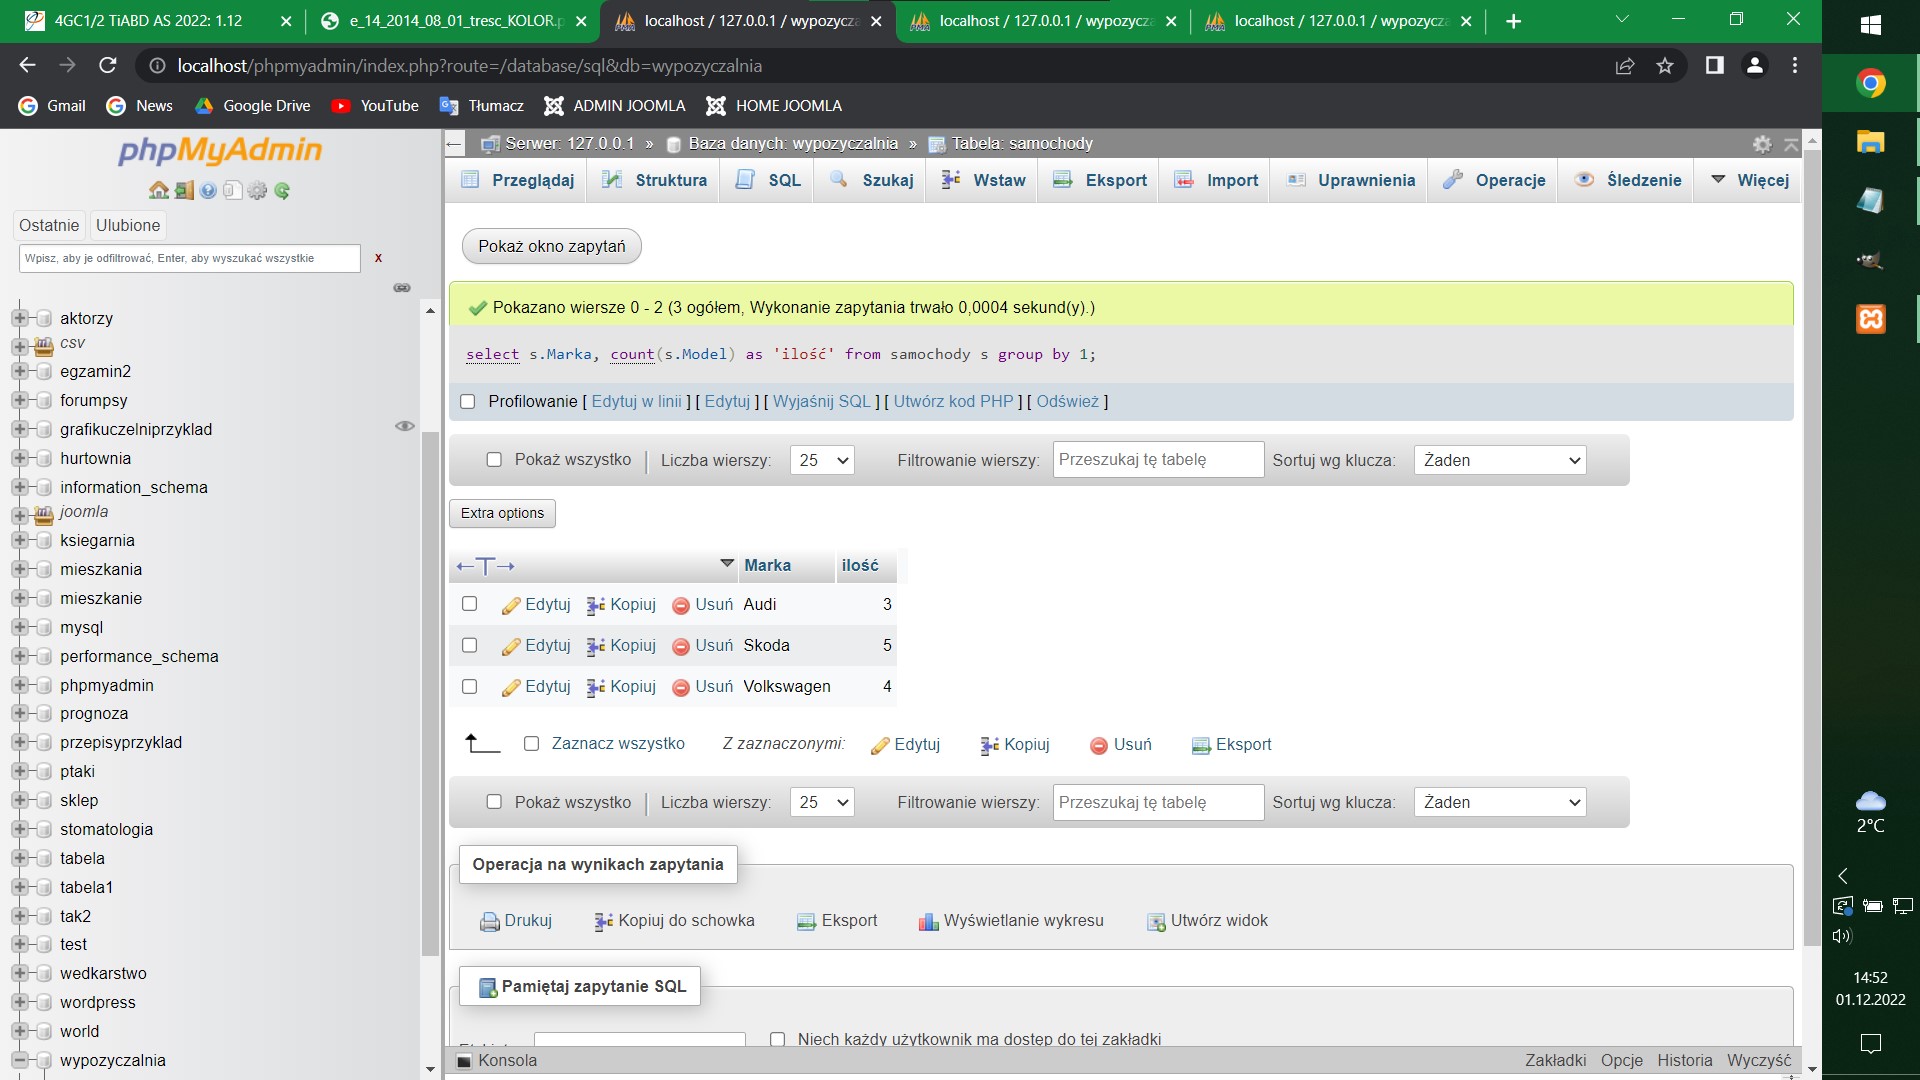 4GC1/2 TiABD AS 2022: 1.12
e_14_2014_08_01_tresc_KOLOR.p
localhost / 127.0.0.1 / wypożycza
localhost / 127.0.0.1 / wypożycza
localhost / 127.0.0.1 / wypożycza
localhost/phpmyadmin/index.php?route=/database/sql&db=wypozyczalnia
Gmail News Google Drive YouTube Tłumacz ADMIN JOOMLA HOME JOOMLA
phpMyAdmin
Ostatnie Ulubione
Wpisz, aby je odfiltrować, Enter, aby wyszukać wszystkie X
aktorzy
csv
egzamin2
forumpsy
grafikuczelniprzyklad
hurtownia
information_schema
joomla
ksiegarnia
mieszkania
mieszkanie
mysql
performance_schema
phpmyadmin
prognoza
przepisyprzyklad
ptaki
sklep
stomatologia
tabela
tabela1
tak2
test
wedkarstwo
wordpress
world
wypozyczalnia
Serwer: 127.0.0.1 » Baza danych: wypozyczalnia » Tabela: samochody
Przeglądaj Struktura SQL Szukaj Wstaw Eksport Import Uprawnienia Operacje Śledzenie Więcej
Pokaż okno zapytań
Pokazano wiersze 0 - 2 (3 ogółem, Wykonanie zapytania trwało 0,0004 sekund(y).)
select s.Marka, count(s.Model) as 'ilość' from samochody s group by 1;
Profilowanie [ Edytuj w linii ] [ Edytuj ] [ Wyjaśnij SQL ] [ Utwórz kod PHP ] [ Odśwież ]
Pokaż wszystko Liczba wierszy: 25 Filtrowanie wierszy: Przeszukaj tę tabelę Sortuj wg klucza: Żaden
Extra options
←T→ Marka ilość
Edytuj Kopiuj Usuń Audi 3
Edytuj Kopiuj Usuń Skoda 5
Edytuj Kopiuj Usuń Volkswagen 4
Zaznacz wszystko Z zaznaczonymi: Edytuj Kopiuj Usuń Eksport
Pokaż wszystko Liczba wierszy: 25 Filtrowanie wierszy: Przeszukaj tę tabelę Sortuj wg klucza: Żaden
Operacja na wynikach zapytania
Drukuj Kopiuj do schowka Eksport Wyświetlanie wykresu Utwórz widok
Pamiętaj zapytanie SQL
Niech każdy użytkownik ma dostęp do tej zakładki
Konsola Zakładki Opcje Historia Wyczyść
2°C
14:52
01.12.2022